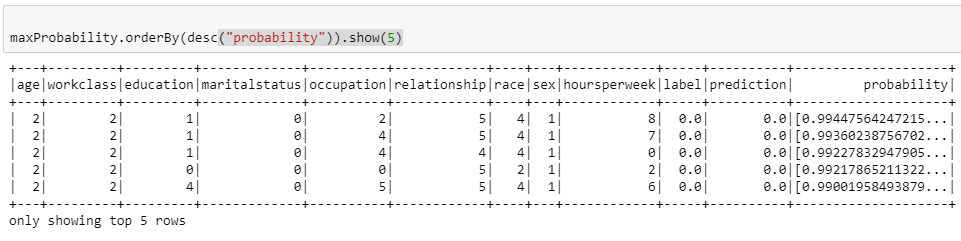 maxProbability.orderBy(desc("probability")).show(5)
+---+---------+---------+-------------+----------+------------+----+---+------------+-----+----------+--------------------+
|age|workclass|education|maritalstatus|occupation|relationship|race|sex|hoursperweek|label|prediction|         probability|
+---+---------+---------+-------------+----------+------------+----+---+------------+-----+----------+--------------------+
|  2|        2|        1|            0|         2|           5|   4|  1|           8|  0.0|       0.0|[0.99447564247215...|
|  2|        2|        1|            0|         4|           5|   4|  1|           7|  0.0|       0.0|[0.99360238756702...|
|  2|        2|        1|            0|         4|           4|   4|  1|           0|  0.0|       0.0|[0.99227832947905...|
|  2|        2|        0|            0|         0|           5|   2|  1|           2|  0.0|       0.0|[0.99217865211322...|
|  2|        2|        4|            0|         5|           5|   4|  1|           6|  0.0|       0.0|[0.99001958493879...|
+---+---------+---------+-------------+----------+------------+----+---+------------+-----+----------+--------------------+
only showing top 5 rows